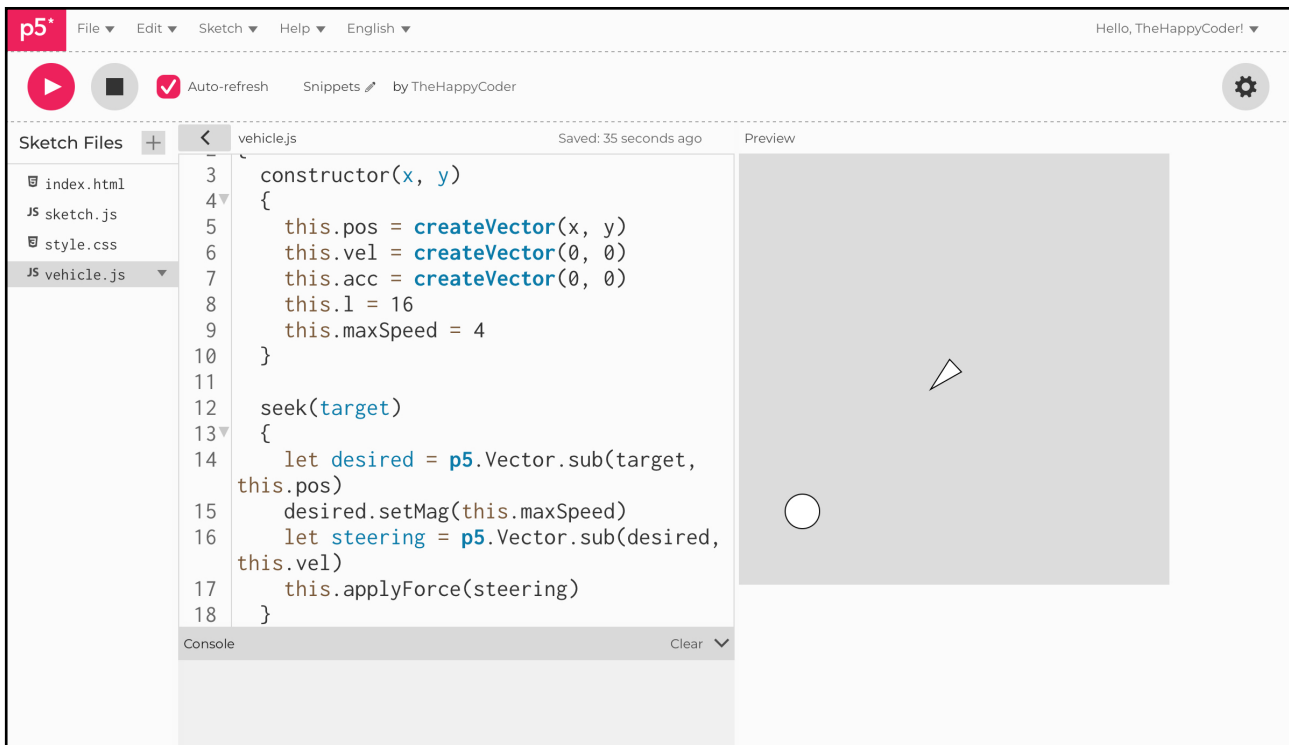 p5* File Edit Sketch Help English Hello, TheHappyCoder!
Auto-refresh Snippets by TheHappyCoder
Sketch Files + vehicle.js Saved: 35 seconds ago Preview
index.html
JS sketch.js
style.css
JS vehicle.js
3 constructor(x, y)
4 {
5 this.pos = createVector(x, y)
6 this.vel = createVector(0, 0)
7 this.acc = createVector(0, 0)
8 this.l = 16
9 this.maxSpeed = 4
10 }
11
12 seek(target)
13 {
14 let desired = p5.Vector.sub(target,
this.pos)
15 desired.setMag(this.maxSpeed)
16 let steering = p5.Vector.sub(desired,
this.vel)
17 this.applyForce(steering)
18 }
Console Clear